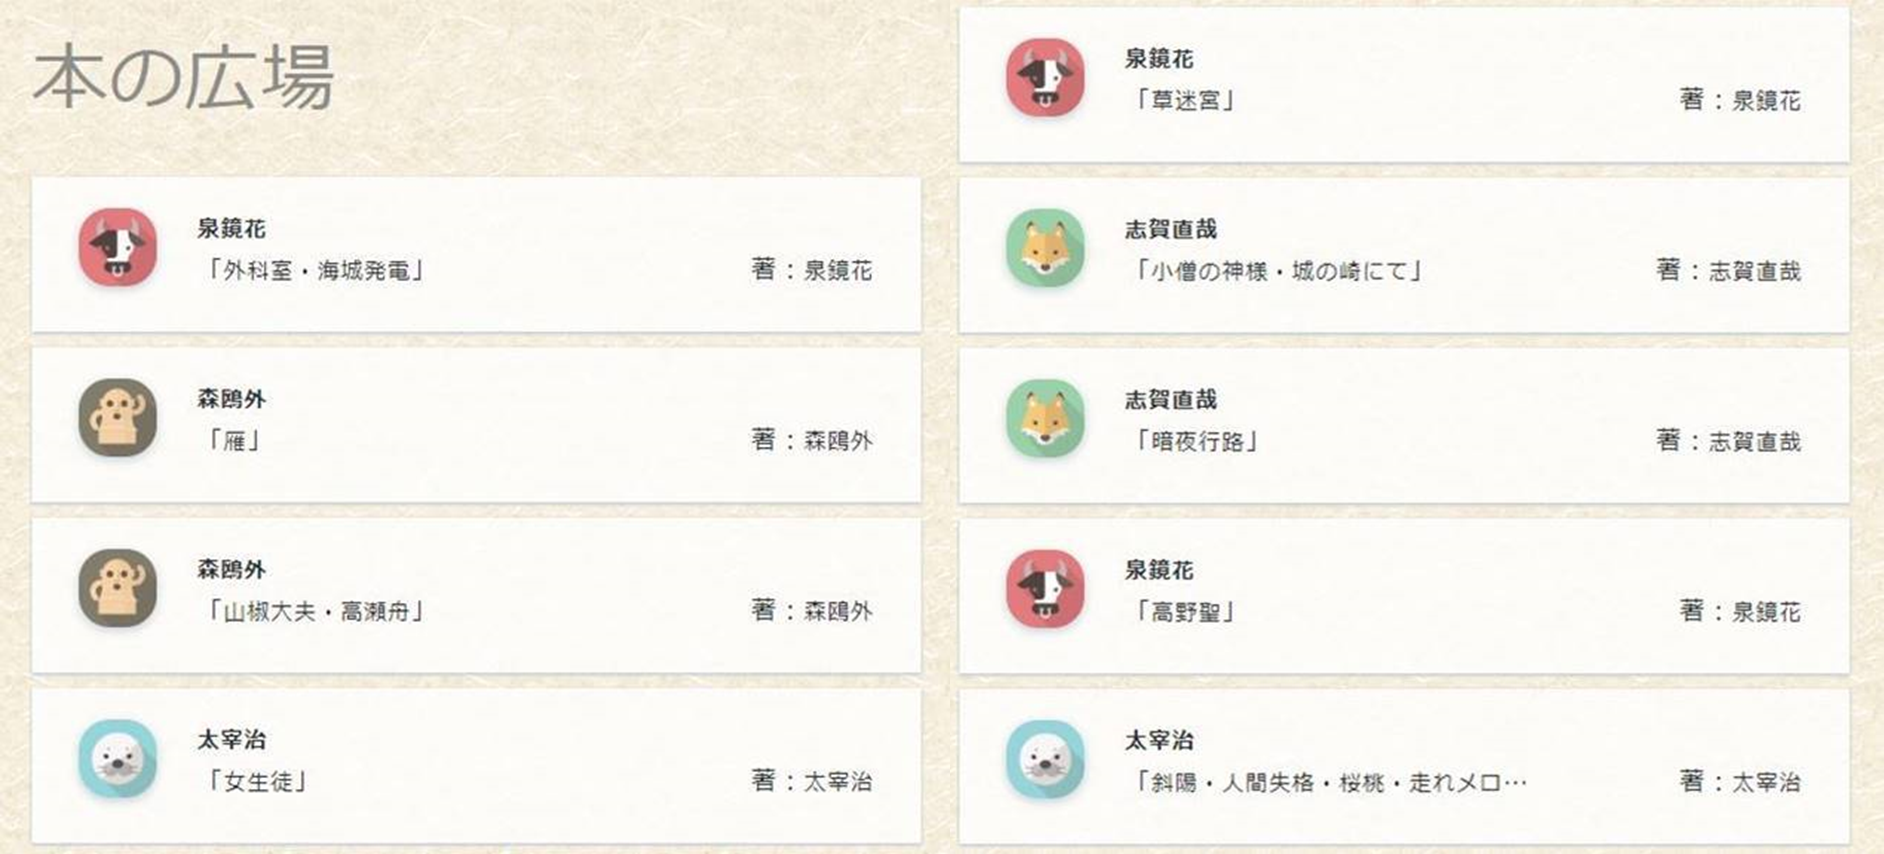 本の広場
泉鏡花
「外科室・海城発電」
著：泉鏡花
森鴎外
「雁」
著：森鴎外
森鴎外
「山椒大夫・高瀬舟」
著：森鴎外
太宰治
「女生徒」
著：太宰治
泉鏡花
「草迷宮」
著：泉鏡花
志賀直哉
「小僧の神様・城の崎にて」
著：志賀直哉
志賀直哉
「暗夜行路」
著：志賀直哉
泉鏡花
「高野聖」
著：泉鏡花
太宰治
「斜陽・人間失格・桜桃・走れメロ…
著：太宰治